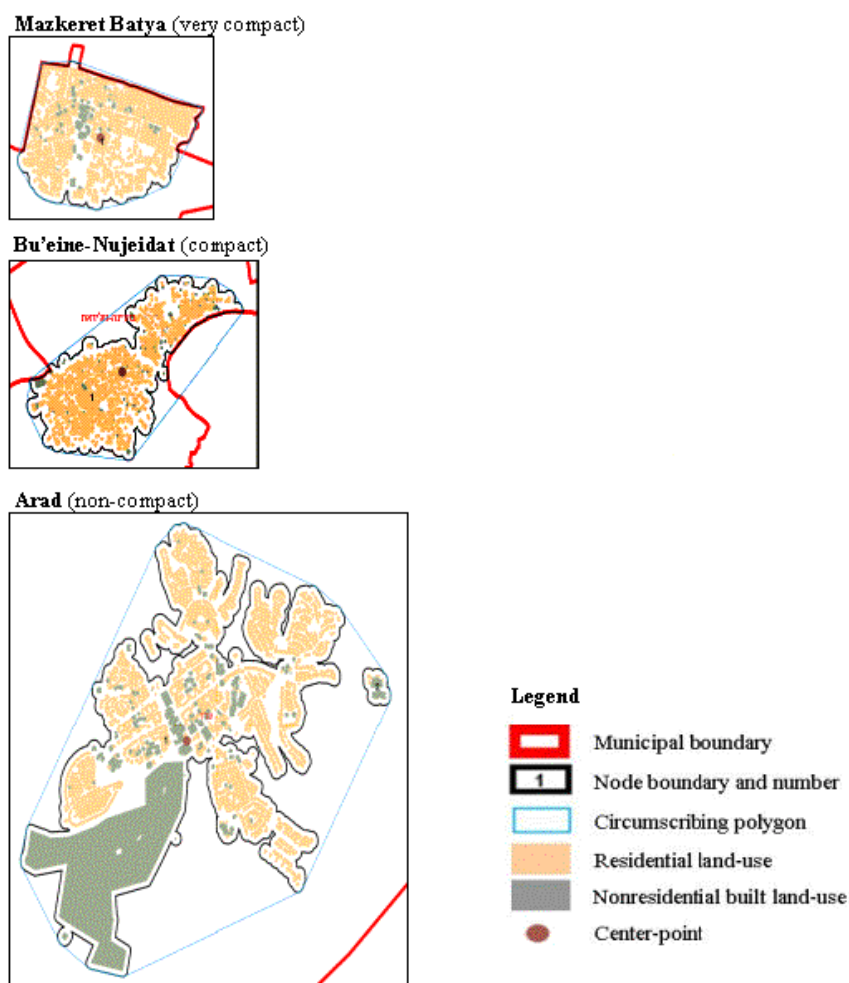 Mazkeret Batya (very compact)
Bu'eine-Nujeidat (compact)
1
Arad (non-compact)
Legend
Municipal boundary
1 Node boundary and number
Circumscribing polygon
Residential land-use
Nonresidential built land-use
Center-point